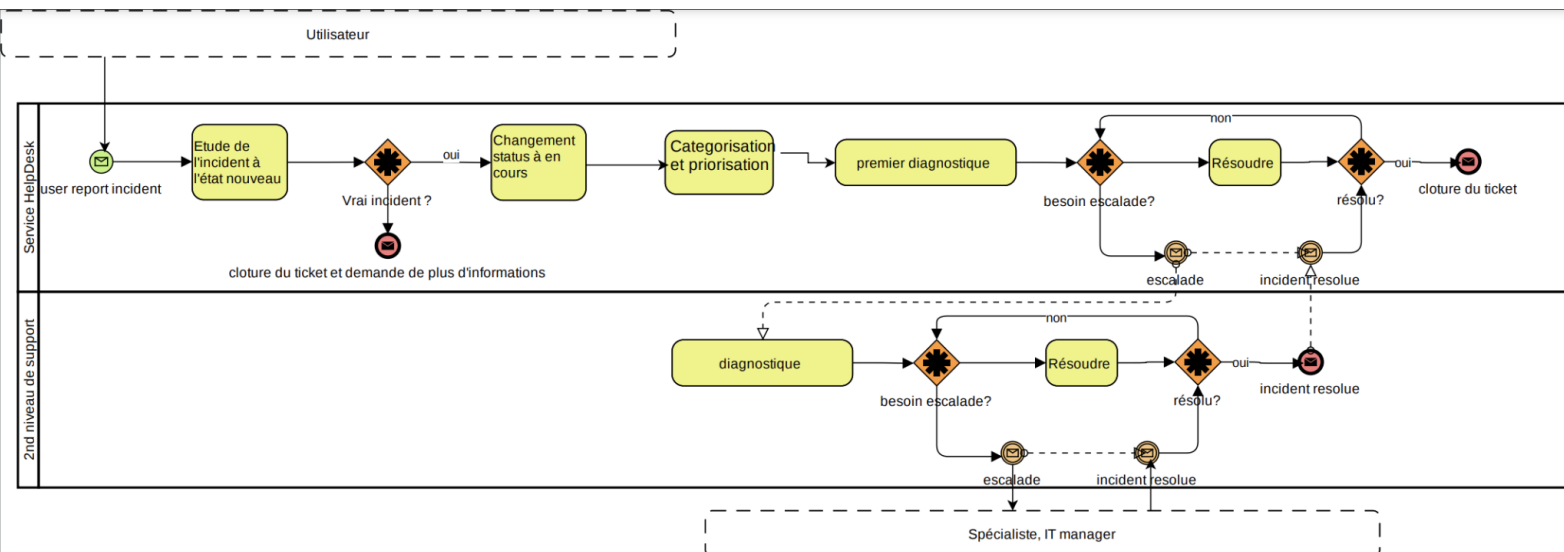 Utilisateur
Service HelpDesk
user report incident
Etude de
l'incident à
l'état nouveau
Vrai incident ?
oui
cloture du ticket et demande de plus d'informations
Changement
status à en
cours
Categorisation
et priorisation
premier diagnostique
besoin escalade?
non
Résoudre
résolu?
oui
cloture du ticket
escalade
incident resolue
2nd niveau de support
diagnostique
besoin escalade?
non
Résoudre
résolu?
oui
incident resolue
escalade
incident resolue
Spécialiste, IT manager